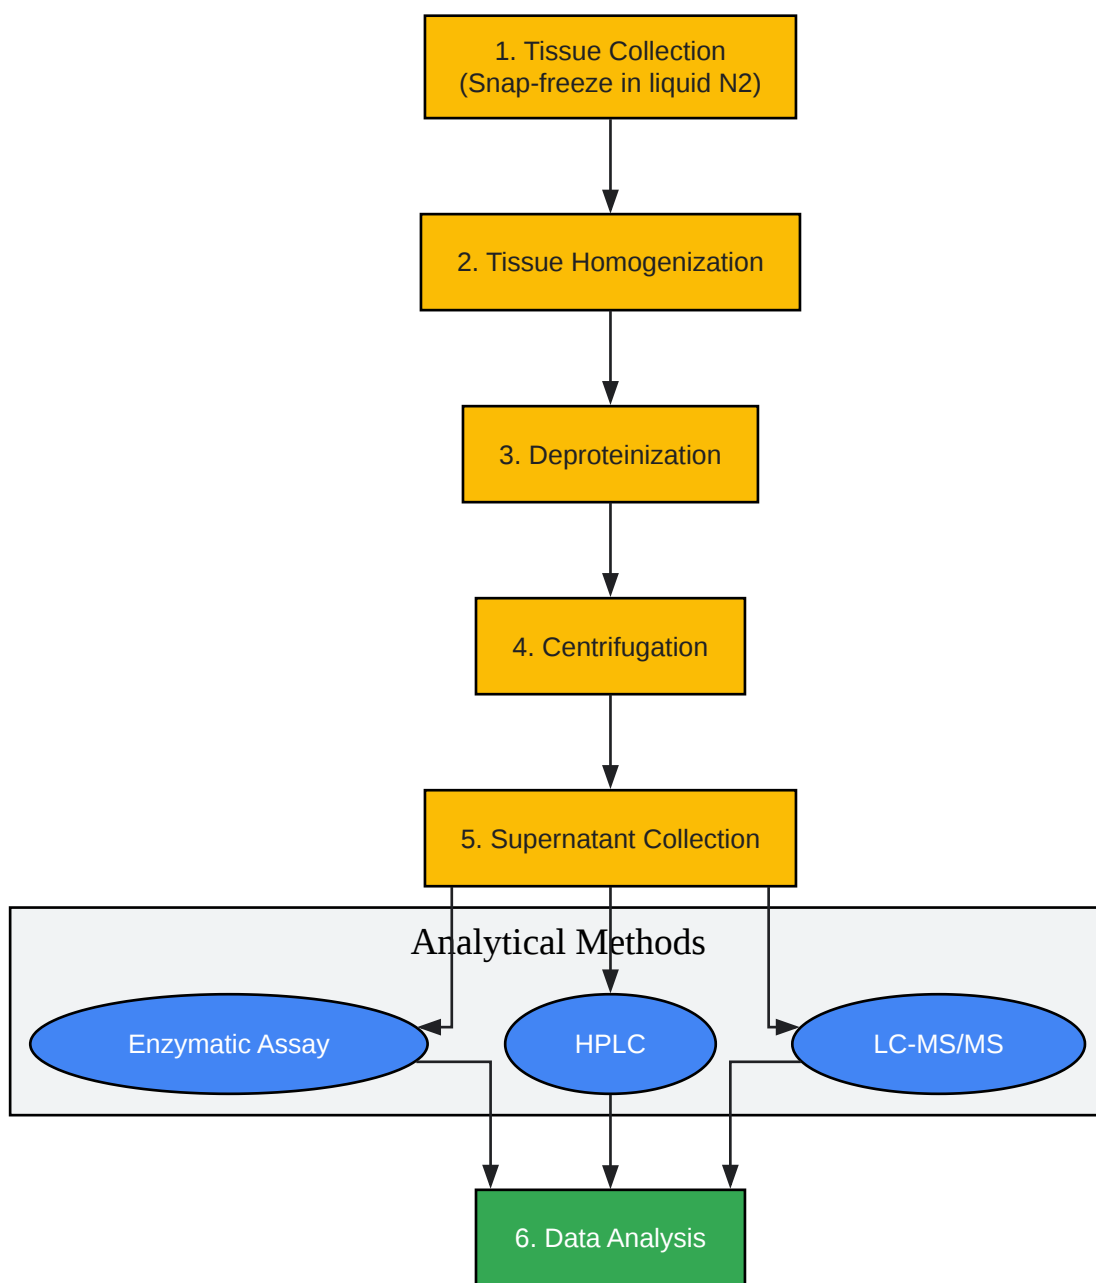 1. Tissue Collection
(Snap-freeze in liquid N2)
2. Tissue Homogenization
3. Deproteinization
4. Centrifugation
5. Supernatant Collection
Analytical Methods
Enzymatic Assay
HPLC
LC-MS/MS
6. Data Analysis